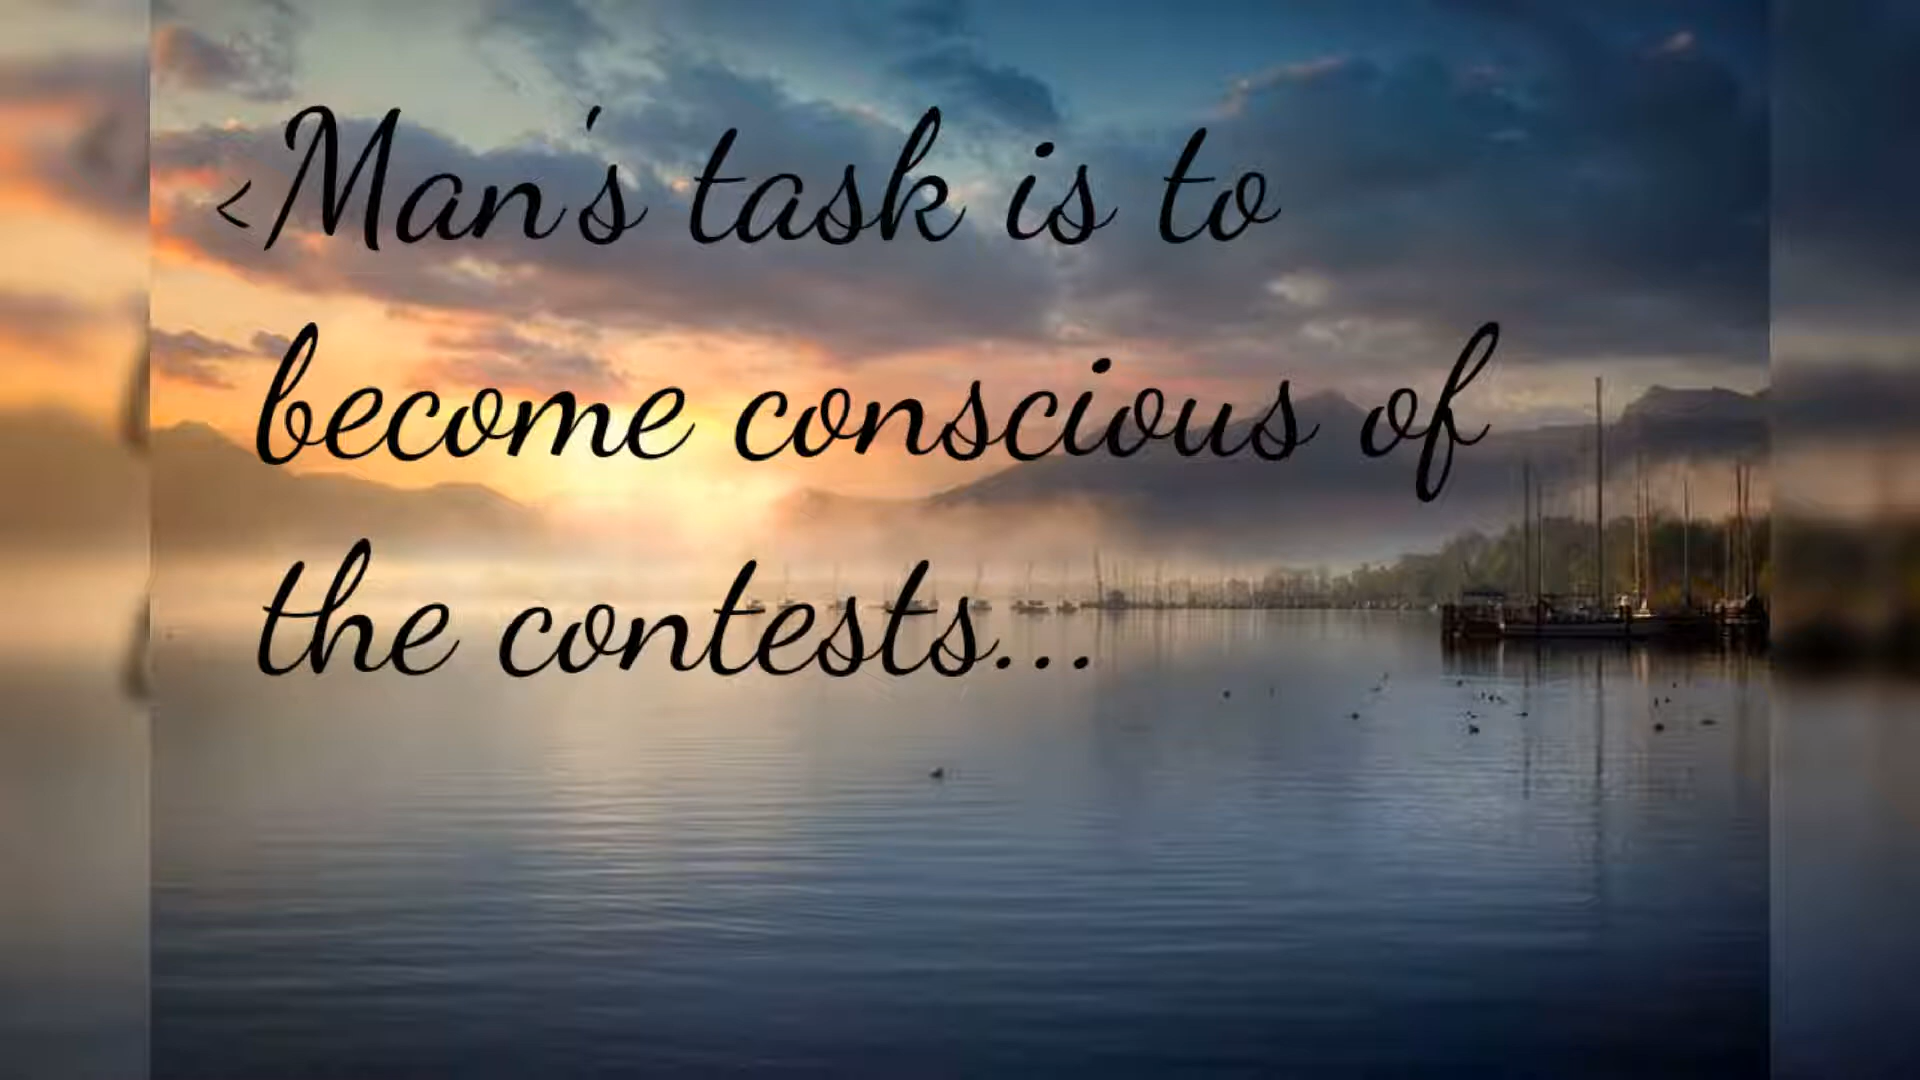 <Man's task is to
become conscious of
the contests...